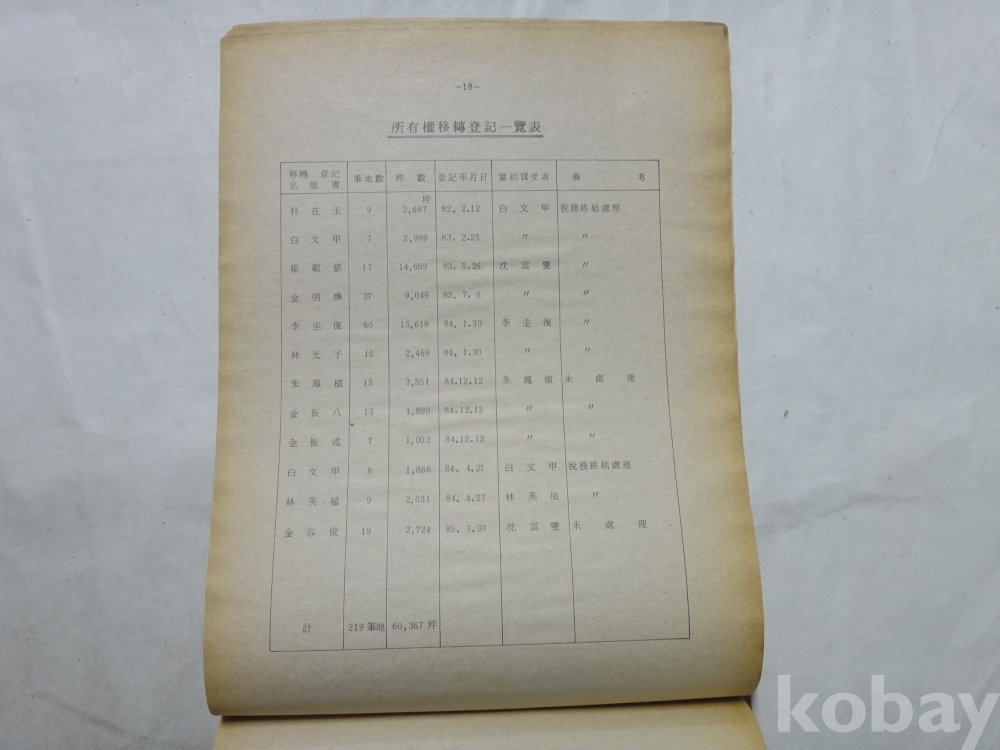 -18-
所有權移轉登記一覽表
移轉 登記 名義書 筆地數 坪數 登記年月日 當初買受者 備考
坪
朴在玉 9 2,687 82. 2.12 白文甲 稅務終結處理
白文甲 7 2,989 83. 2.25 〃 〃
崔範 17 14,689 83. 5.26 沈雲燮 〃
金明煥 37 9,049 83. 7. 6 〃 〃
李圭復 60 15,619 84. 1.30 李圭復 〃
林光子 15 2,469 84. 1.30 〃 〃
朱鳳植 15 3,351 84.12.12 朱鳳植 未處理
金振八 13 1,890 84.12.12 〃 〃
金振述 7 1,003 84.12.12 〃 〃
白文甲 8 1,866 84. 4.27 白文甲 稅務終結處理
林英植 9 2,031 84. 4.27 林英植 〃
金容俊 19 2,724 85. 3.30 沈雲燮 未處理
計 219筆地 60,367坪
kobay